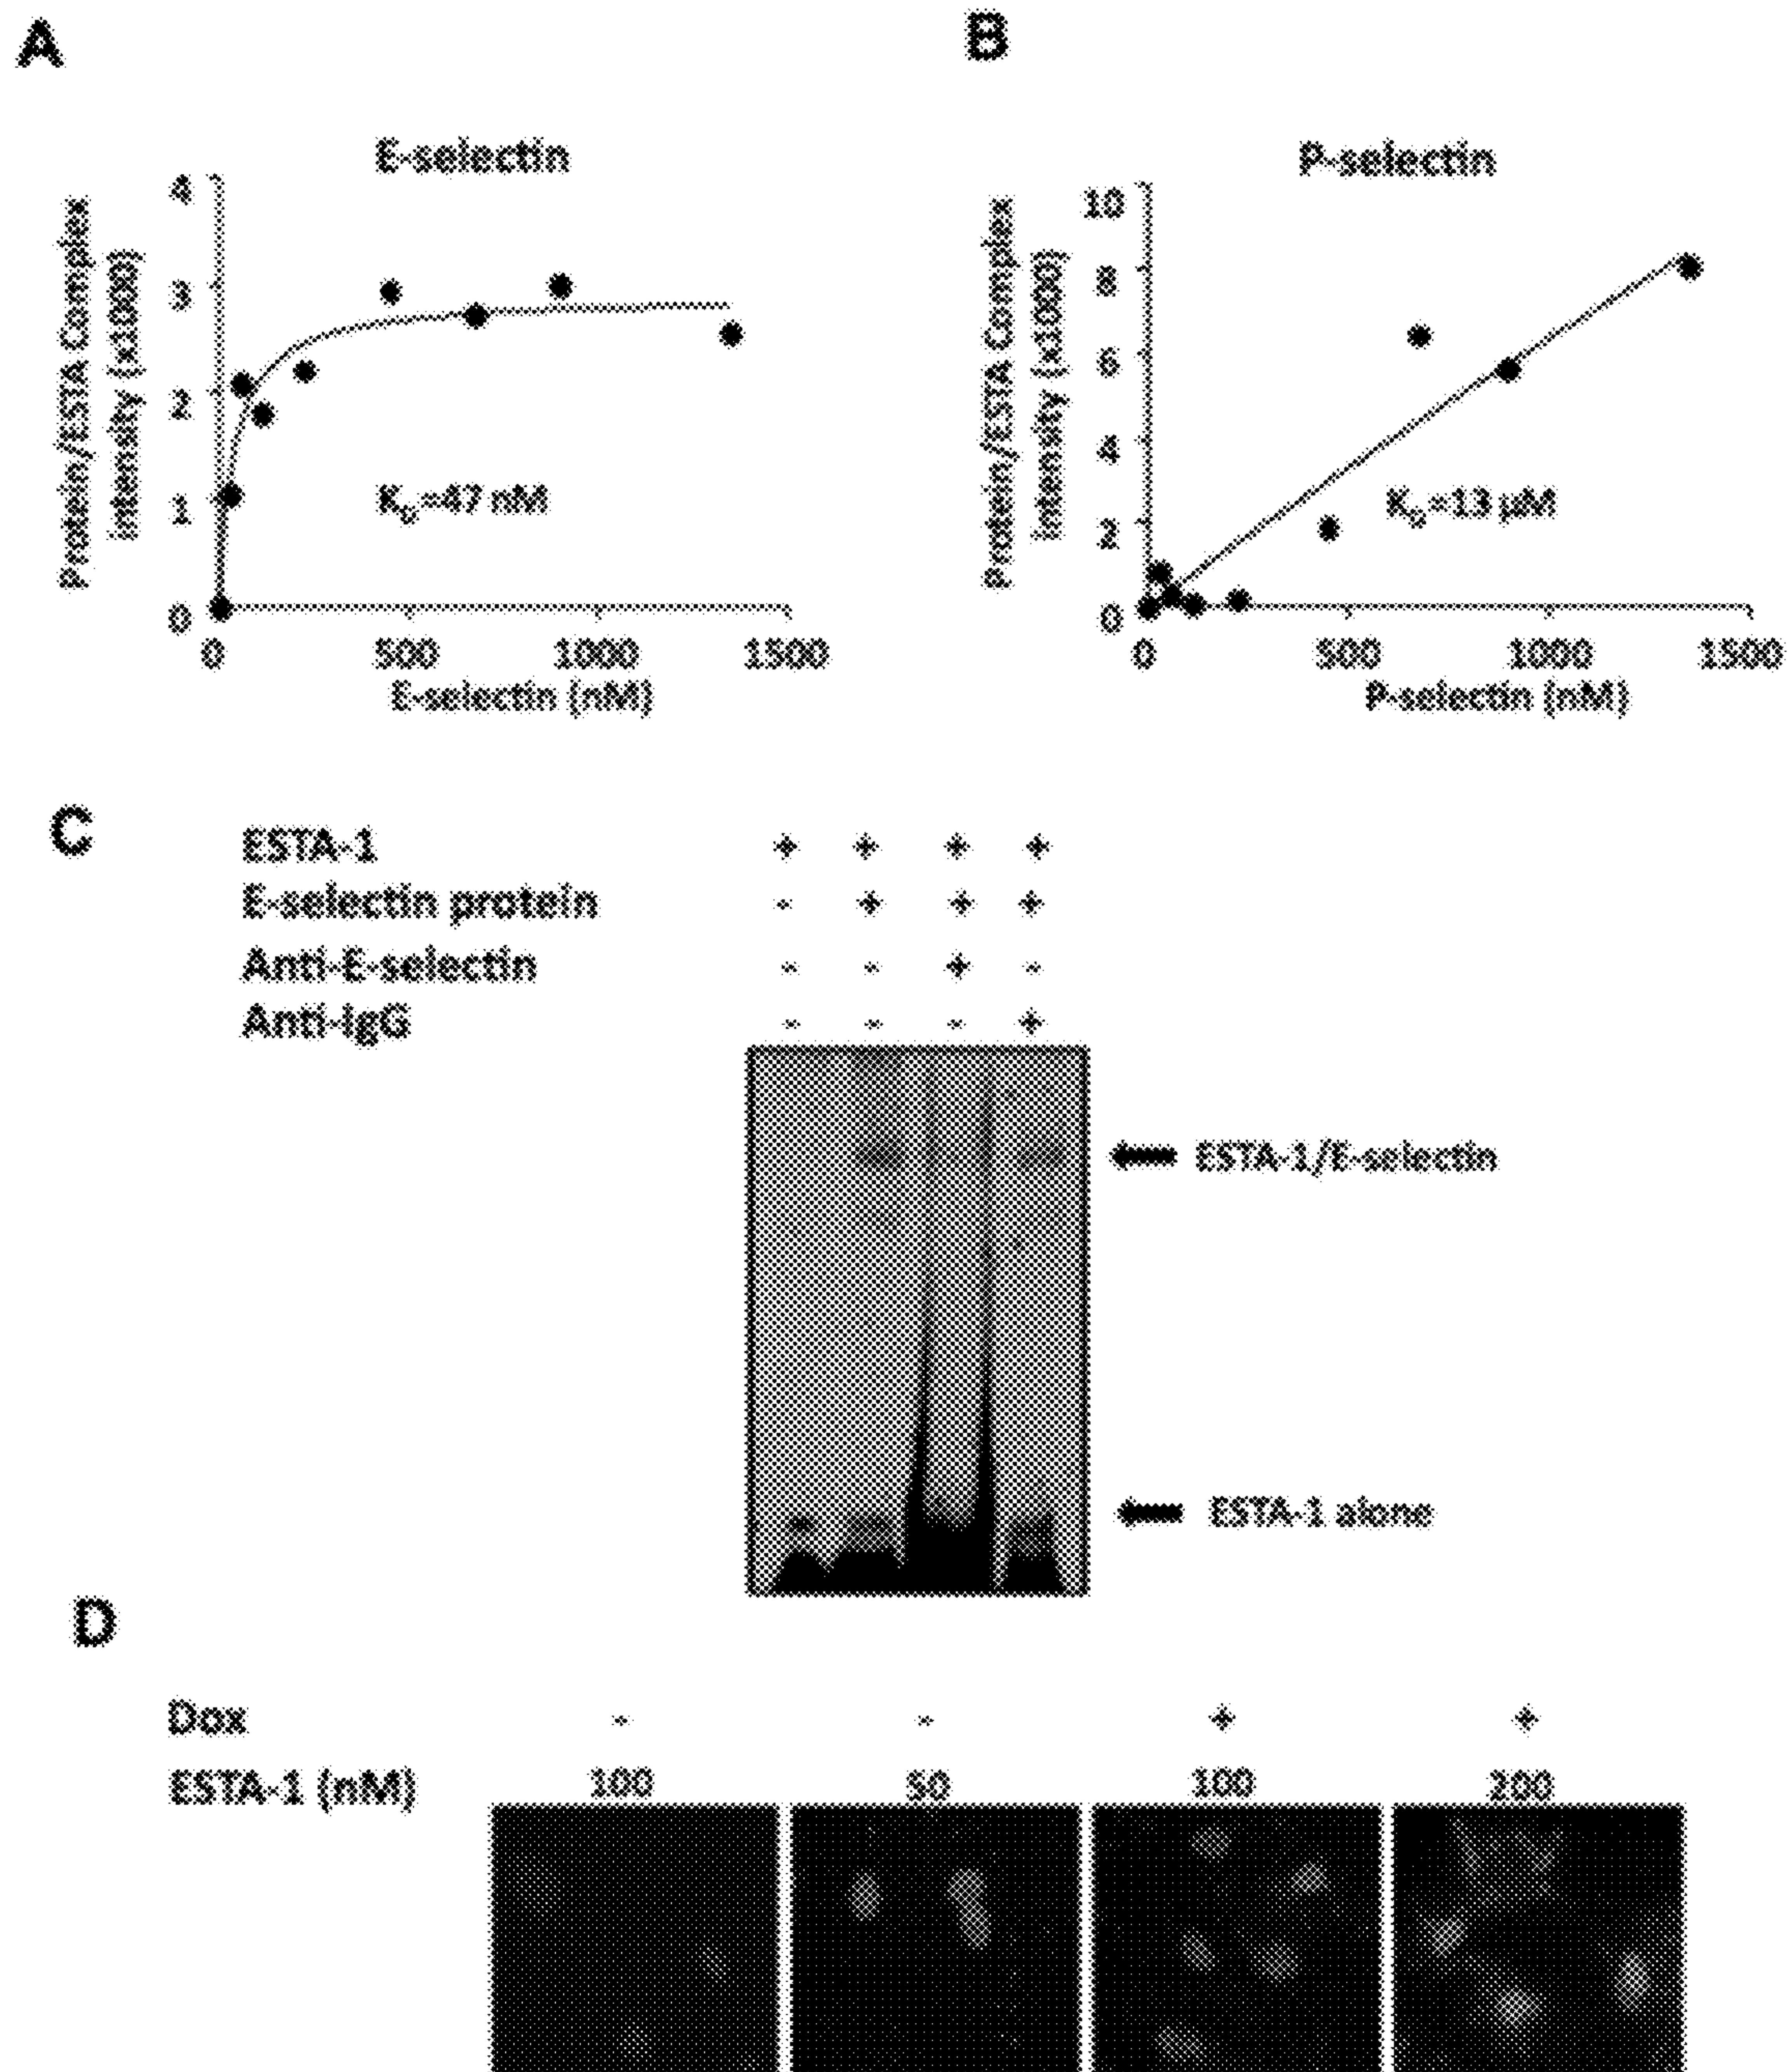 A
B
E-selectin
P-selectin
Protein/ESTA Complex
intensity (x1000)
4
3
2
1
0
0 500 1000 1500
K_D=47 nM
E-selectin (nM)
Protein/ESTA Complex
intensity (x1000)
10
8
6
4
2
0
0 500 1000 1500
K_D=13 µM
P-selectin (nM)
C
ESTA-1 + + + +
E-selectin protein - + + +
Anti-E-selectin - - + -
Anti-IgG - - - +
ESTA-1/E-selectin
ESTA-1 alone
D
Dox - - + +
ESTA-1 (nM) 100 50 100 200